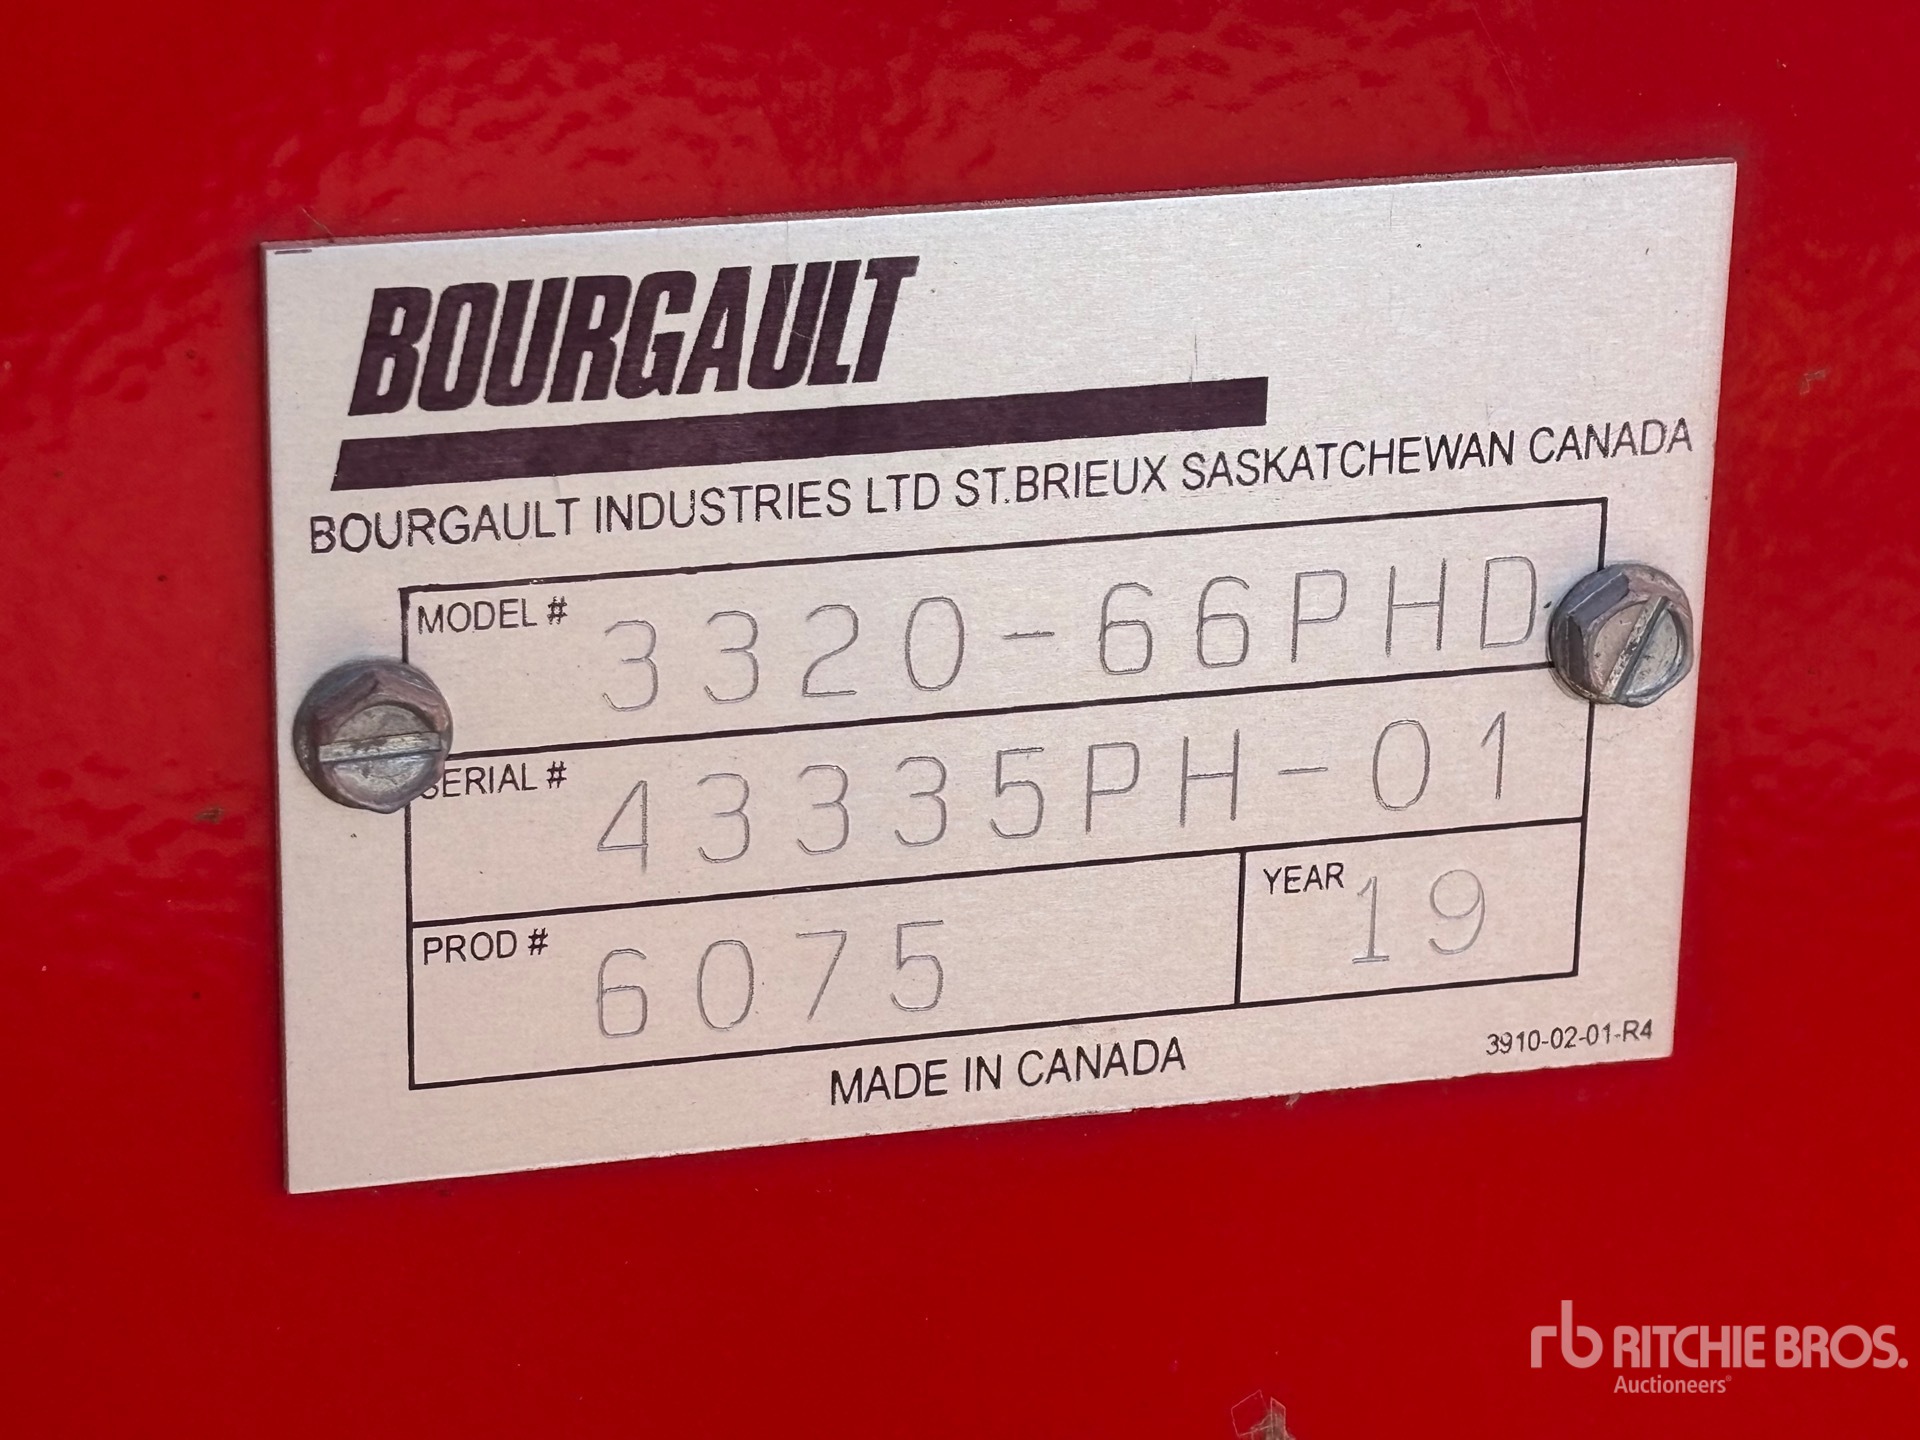 BOURGAULT
BOURGAULT INDUSTRIES LTD ST.BRIEUX SASKATCHEWAN CANADA
MODEL # 3320-66PHD
SERIAL # 43335PH-01
PROD # 6075 YEAR 19
MADE IN CANADA 3910-02-01-R4
rb RITCHIE BROS.
Auctioneers